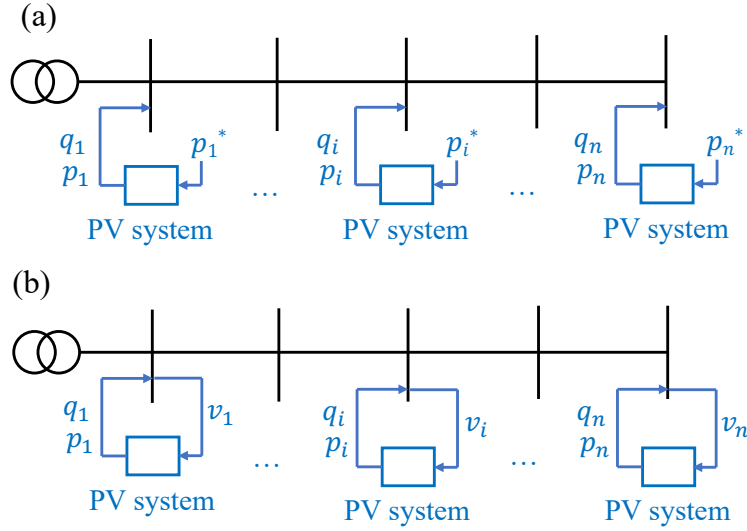 (a)
q₁ p₁* qᵢ pᵢ* qₙ pₙ*
p₁ pᵢ pₙ
... ...
PV system PV system PV system
(b)
q₁ v₁ qᵢ vᵢ qₙ vₙ
p₁ pᵢ pₙ
... ...
PV system PV system PV system